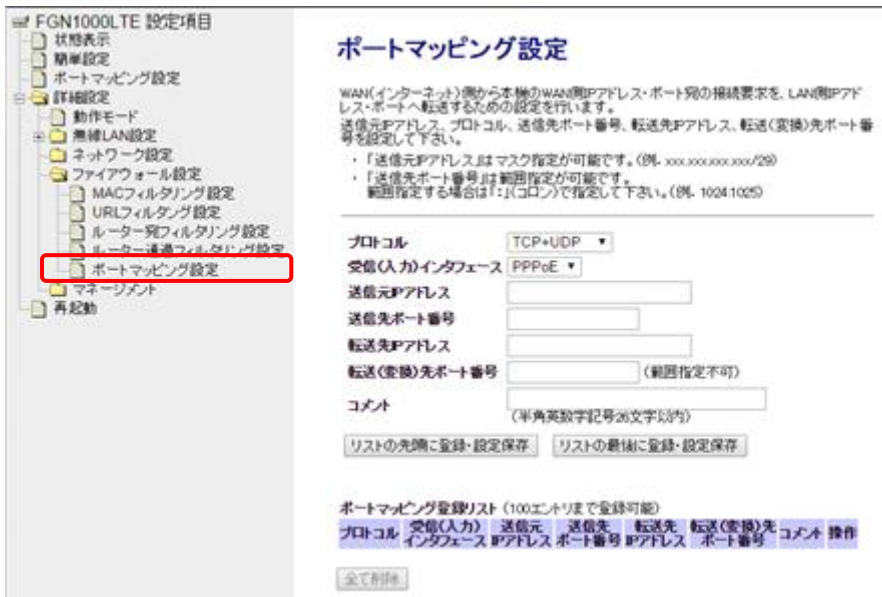 FGN1000LTE 設定項目
状態表示
簡単設定
ポートマッピング設定
詳細設定
動作モード
無線LAN設定
ネットワーク設定
ファイアウォール設定
MACフィルタリング設定
URLフィルタング設定
ルーター宛フィルタリング設定
ルーター通過フィルタリング設定
ポートマッピング設定
マネージメント
再起動
ポートマッピング設定
WAN(インターネット)側から本機のWAN側IPアドレス・ポート宛の接続要求を、LAN側IPアド
レス・ポートへ転送するための設定を行います。
送信元IPアドレス、プロトコル、送信先ポート番号、転送先IPアドレス、転送(変換)先ポート番
号を設定して下さい。
・「送信元IPアドレス」はマスク指定が可能です。(例. xxx.xxx.xxx.xxx/29)
・「送信先ポート番号」は範囲指定が可能です。
範囲指定する場合は「:」(コロン)で指定して下さい。(例. 1024:1025)
プロトコル TCP+UDP
受信(入力)インタフェース PPPoE
送信元IPアドレス
送信先ポート番号
転送先IPアドレス
転送(変換)先ポート番号 (範囲指定不可)
コメント
(半角英数字記号26文字以内)
リストの先頭に登録・設定保存 リストの最後に登録・設定保存
ポートマッピング登録リスト (100エントリまで登録可能)
プロトコル 受信(入力)インタフェース 送信元IPアドレス 送信先ポート番号 転送先IPアドレス 転送(変換)先ポート番号 コメント 操作
全て削除